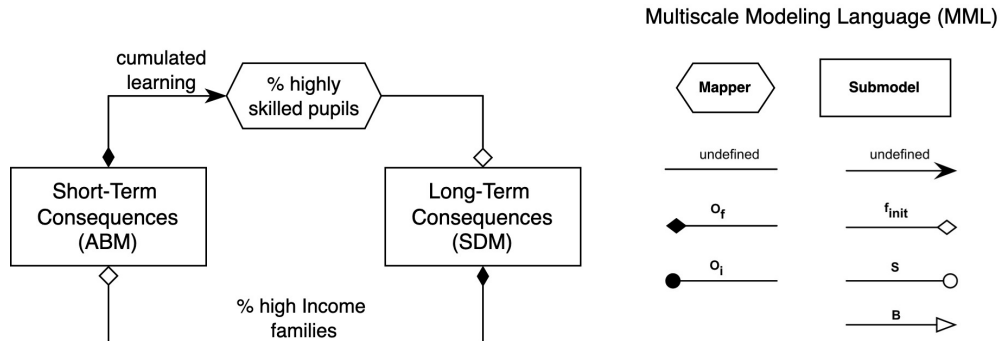 Multiscale Modeling Language (MML)
cumulated
learning
% highly
skilled pupils
Short-Term
Consequences
(ABM)
Long-Term
Consequences
(SDM)
% high Income
families
Mapper
Submodel
undefined
undefined
Of
finit
Oi
S
B